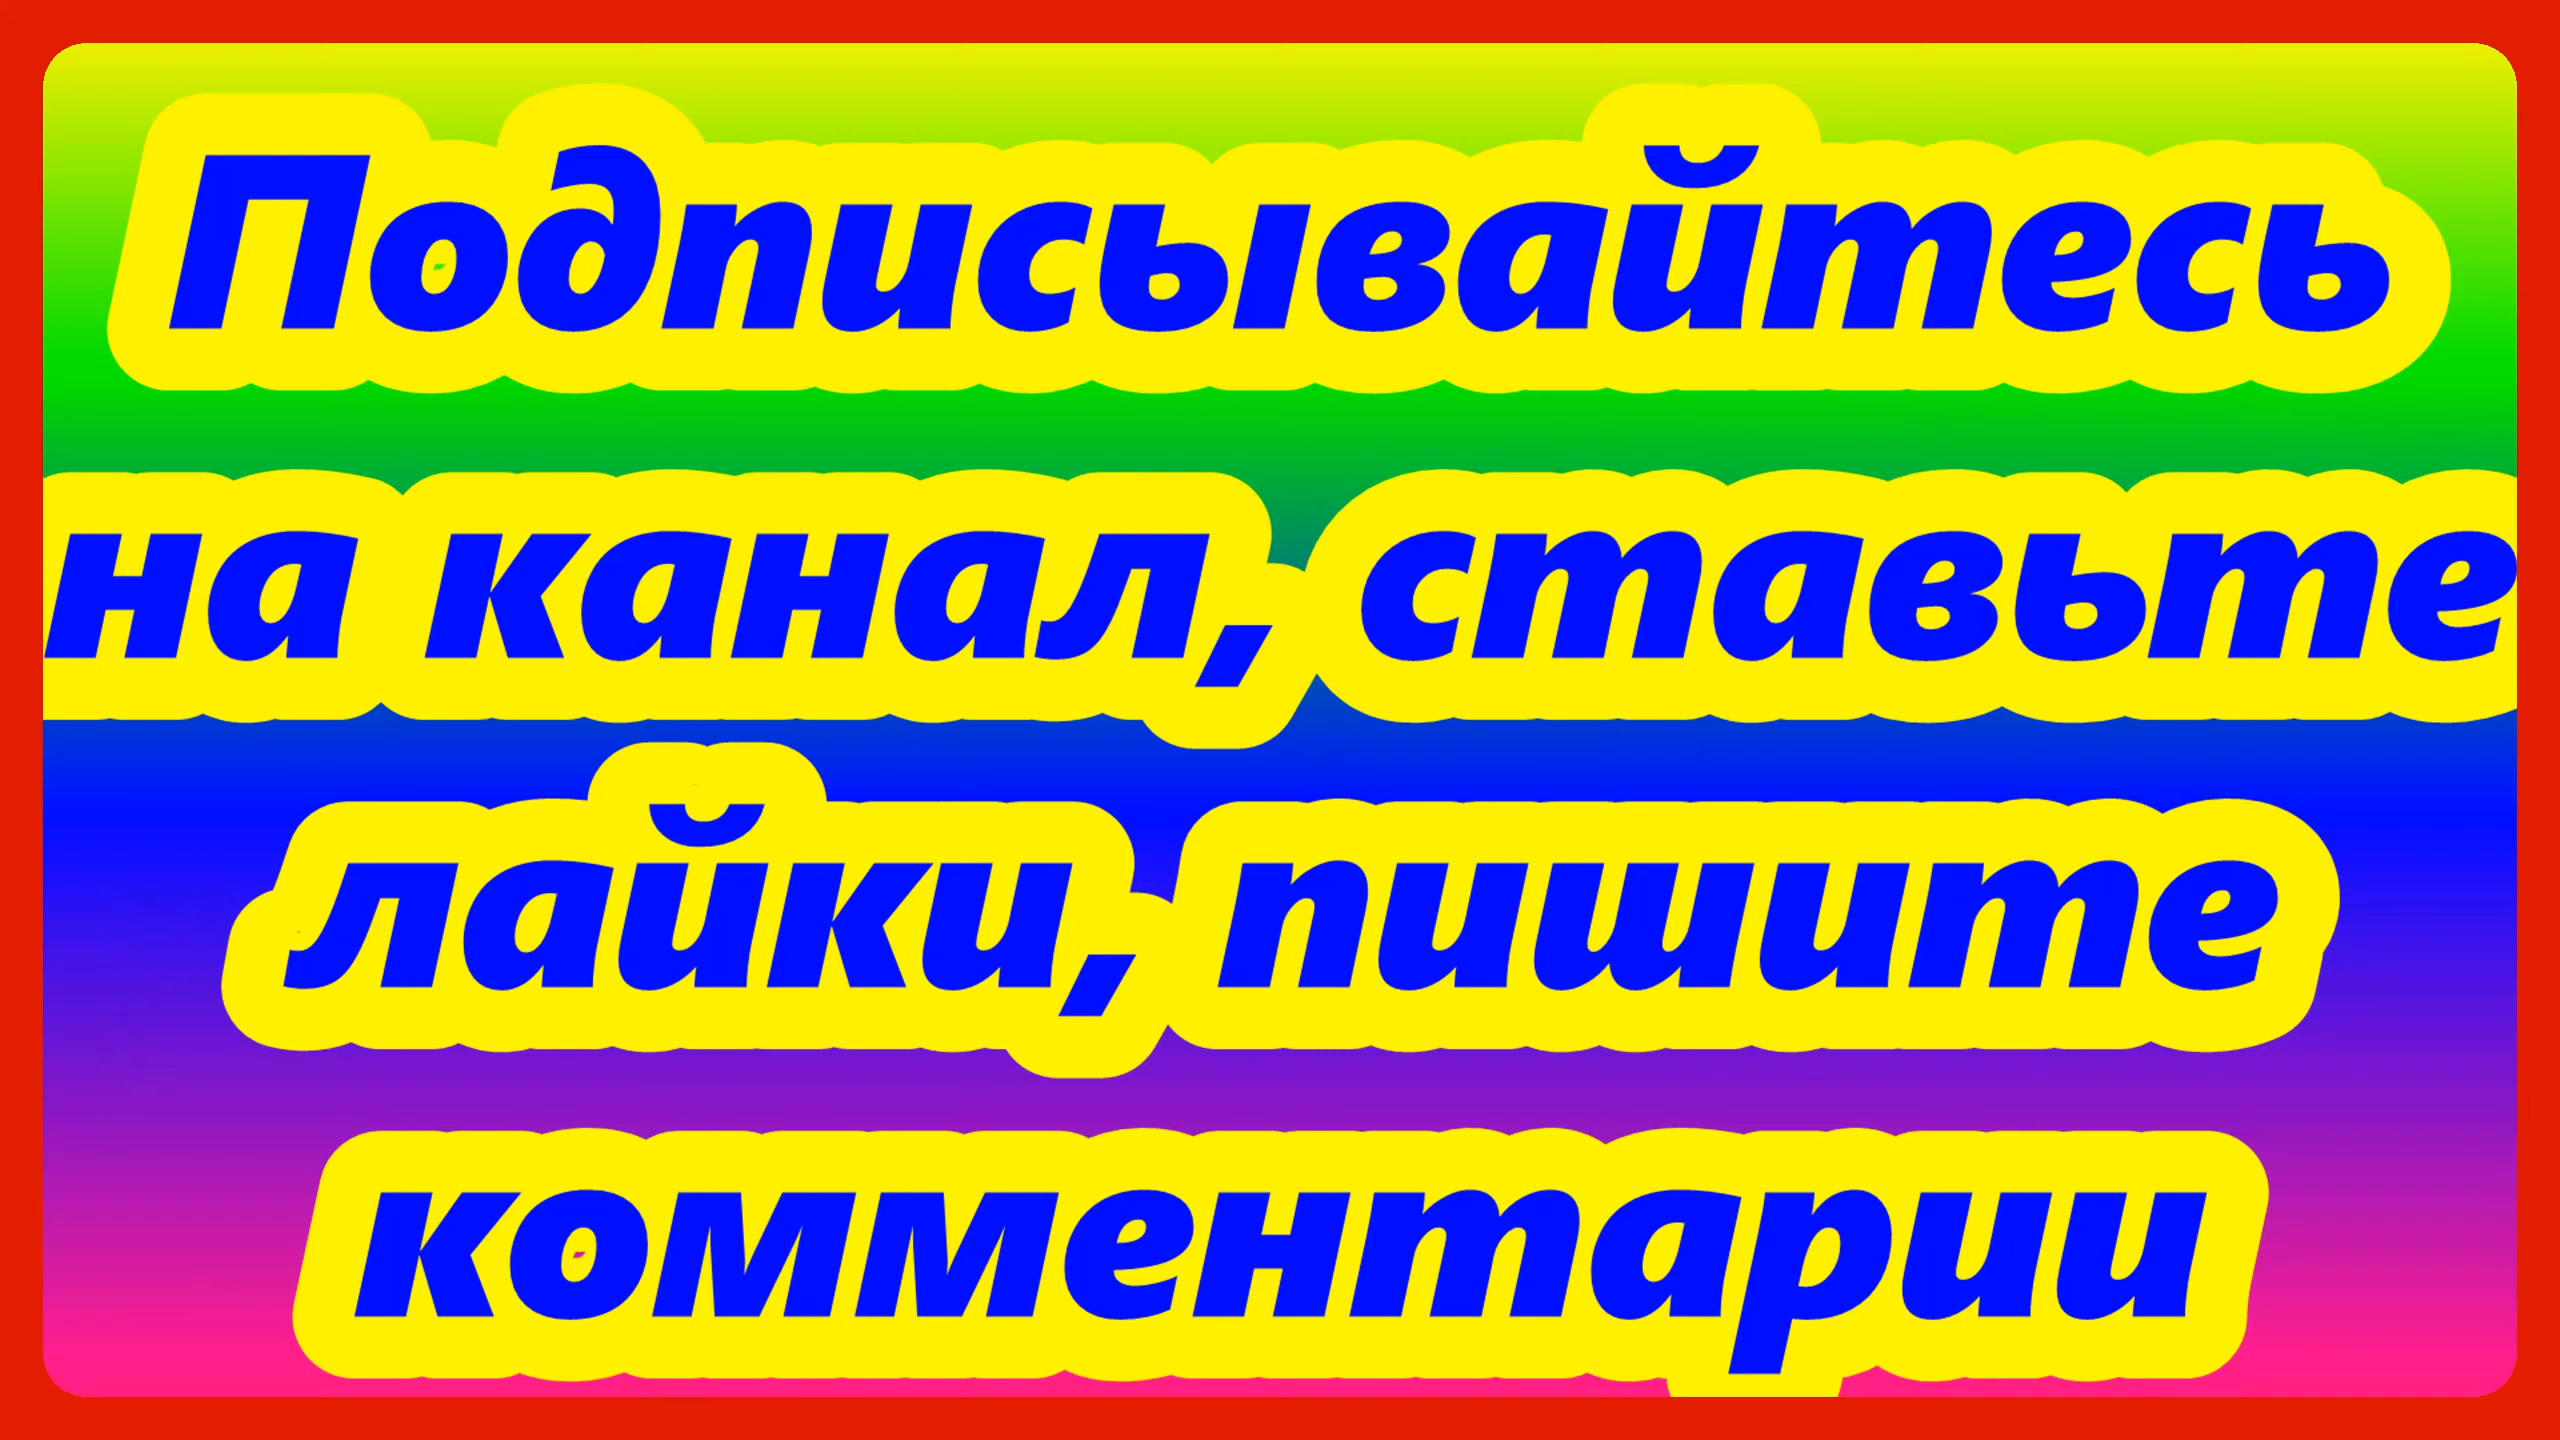 Подписывайтесь
на канал, ставьте
лайки, пишите
комментарии